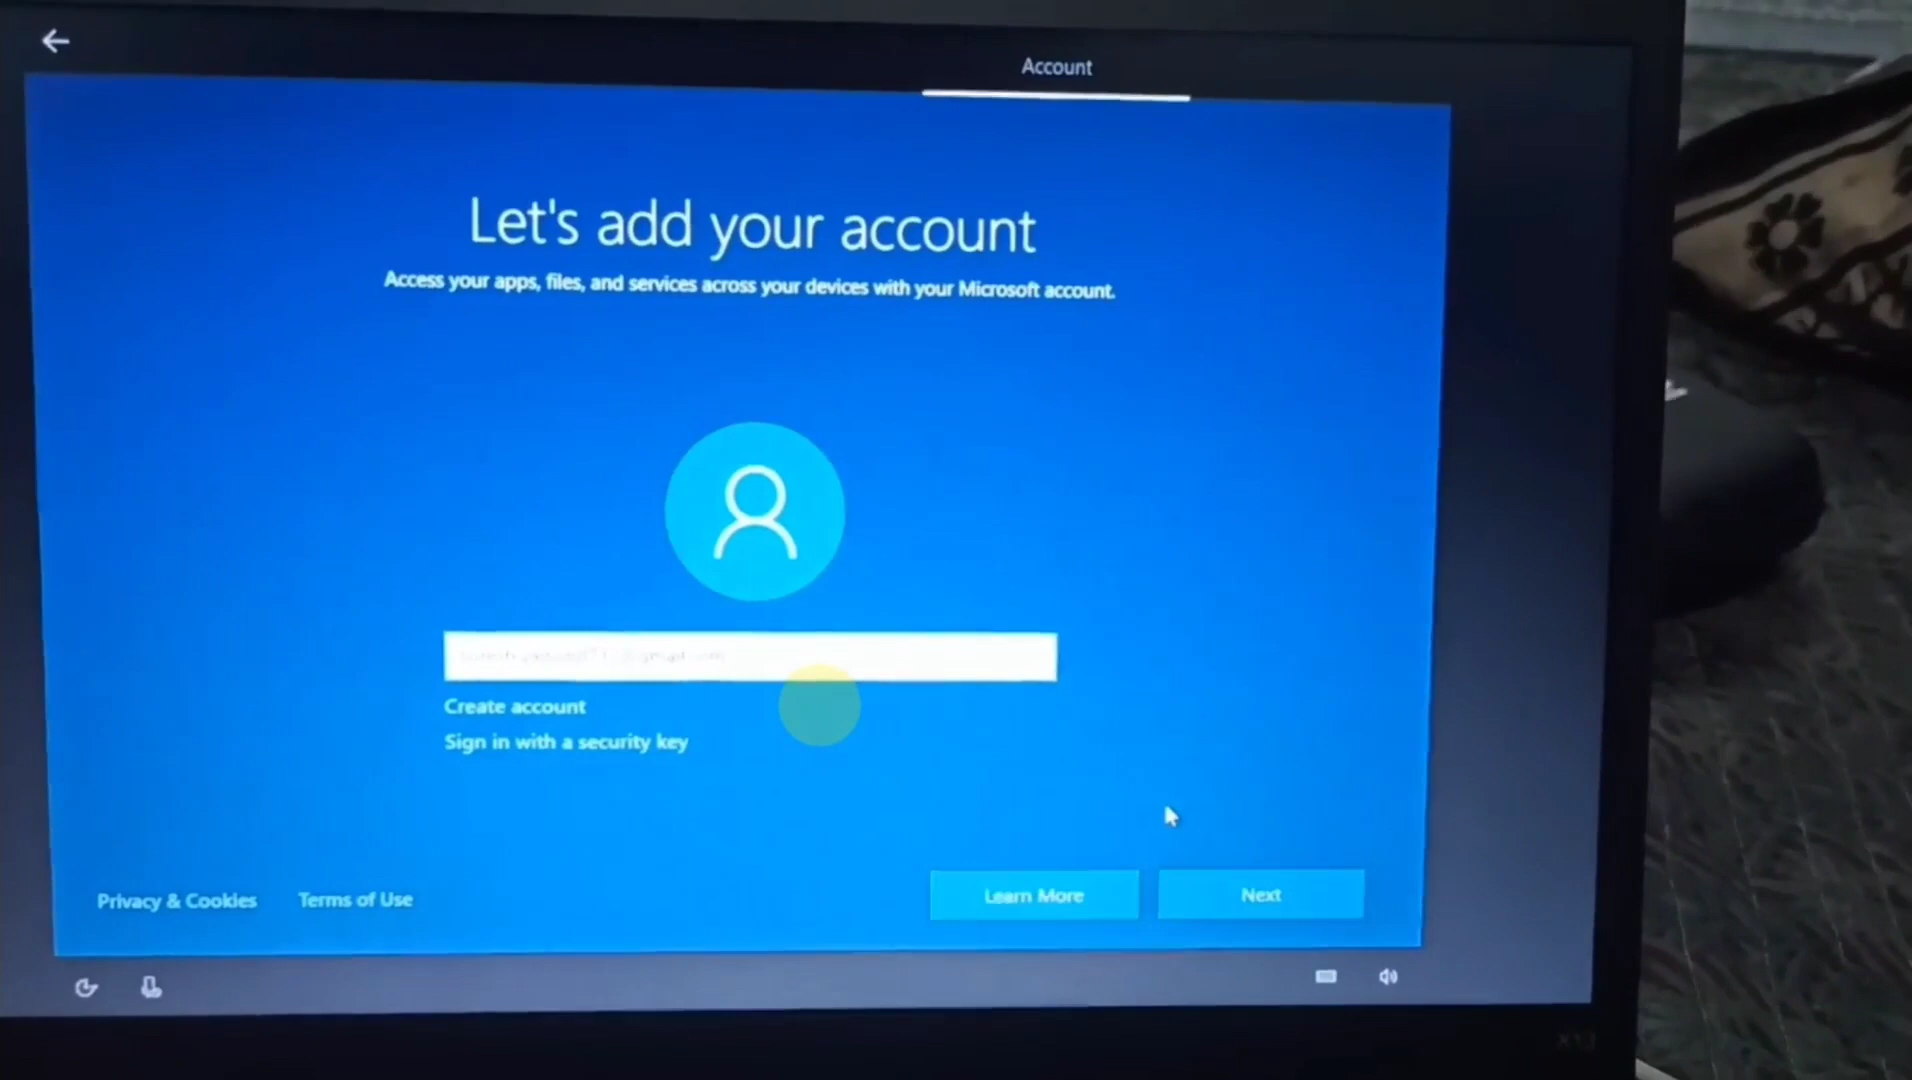 Account
Let's add your account
Access your apps, files, and services across your devices with your Microsoft account.
Create account
Sign in with a security key
Privacy & Cookies
Terms of Use
Learn More
Next
X13